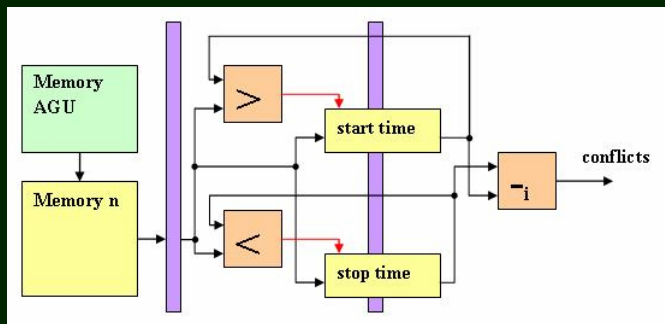 Memory
AGU
Memory n
>
start time
<
stop time
-i
conflicts